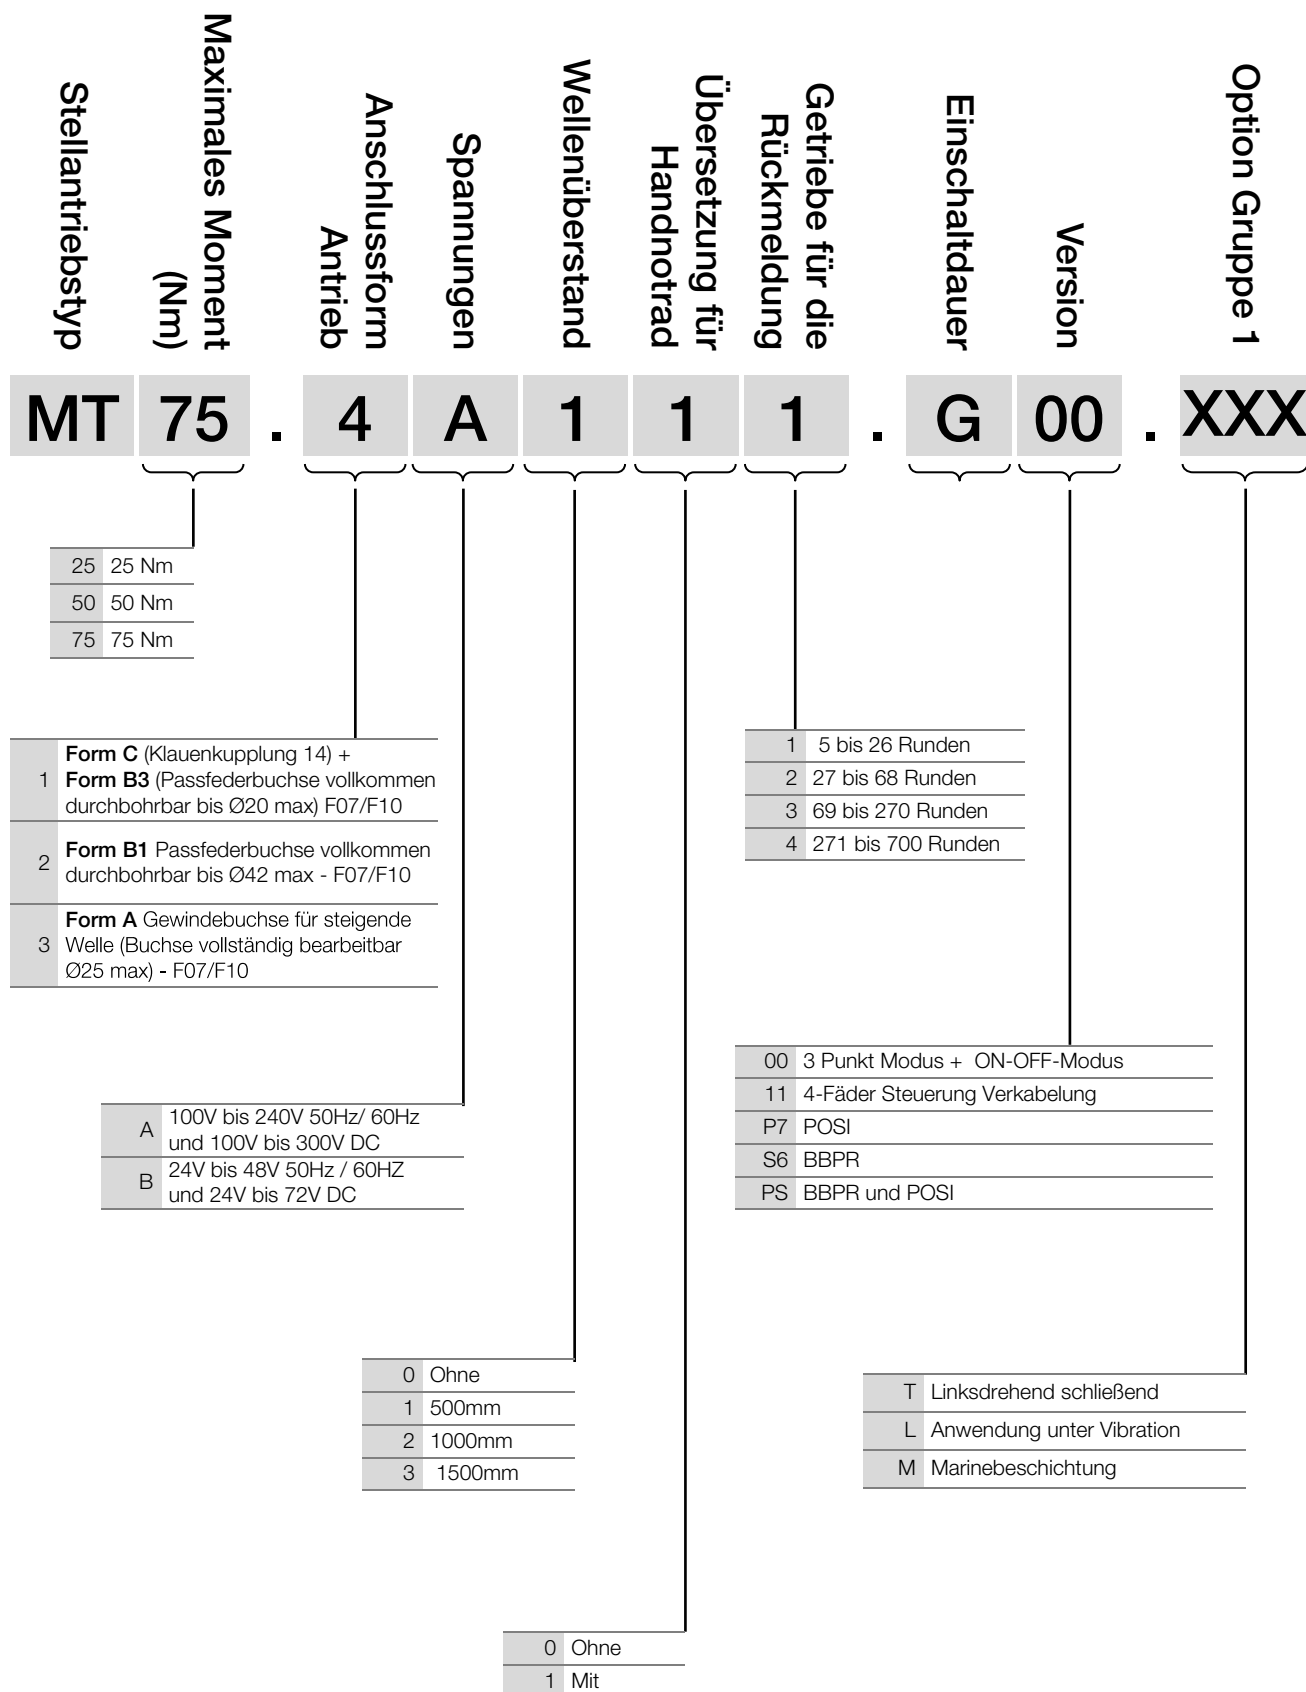 Stellantriebstyp
Maximales Moment
(Nm)
Anschlussform
Antrieb
Spannungen
Wellenüberstand
Übersetzung für
Handnotrad
Getriebe für die
Rückmeldung
Einschaltdauer
Version
Option Gruppe 1
MT 75 . 4 A 1 1 1 . G 00 . XXX
25 25 Nm
50 50 Nm
75 75 Nm
1 Form C (Klauenkupplung 14) +
Form B3 (Passfederbuchse vollkommen
durchbohrbar bis Ø20 max) F07/F10
2 Form B1 Passfederbuchse vollkommen
durchbohrbar bis Ø42 max - F07/F10
3 Form A Gewindebuchse für steigende
Welle (Buchse vollständig bearbeitbar
Ø25 max) - F07/F10
1 5 bis 26 Runden
2 27 bis 68 Runden
3 69 bis 270 Runden
4 271 bis 700 Runden
A 100V bis 240V 50Hz/ 60Hz
und 100V bis 300V DC
B 24V bis 48V 50Hz / 60HZ
und 24V bis 72V DC
00 3 Punkt Modus + ON-OFF-Modus
11 4-Fäder Steuerung Verkabelung
P7 POSI
S6 BBPR
PS BBPR und POSI
0 Ohne
1 500mm
2 1000mm
3 1500mm
T Linksdrehend schließend
L Anwendung unter Vibration
M Marinebeschichtung
0 Ohne
1 Mit